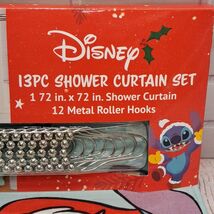 Disney
13PC SHOWER CURTAIN SET
1 72 in. x 72 in. Shower Curtain
12 Metal Roller Hooks